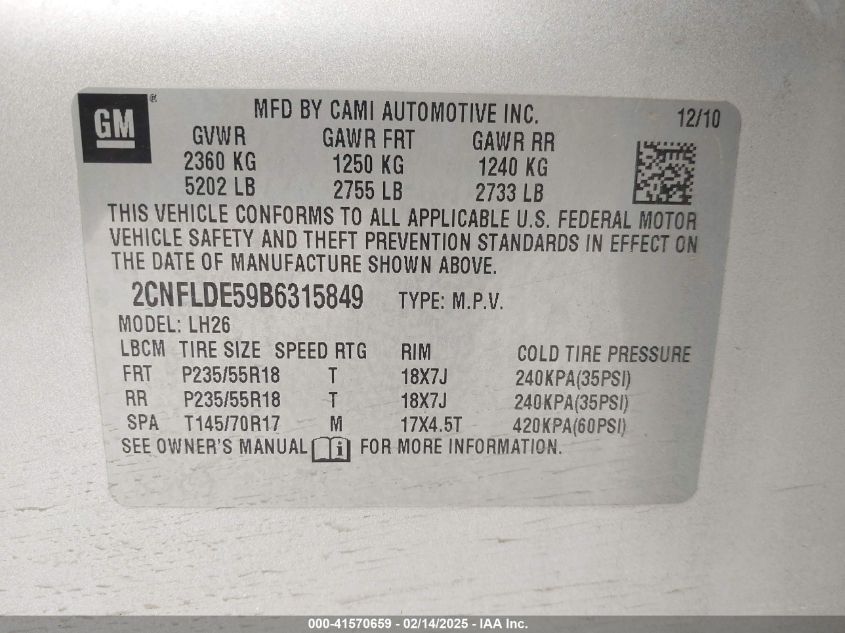 GM ®
MFD BY CAMI AUTOMOTIVE INC. 12/10
GVWR GAWR FRT GAWR RR
2360 KG 1250 KG 1240 KG
5202 LB 2755 LB 2733 LB
THIS VEHICLE CONFORMS TO ALL APPLICABLE U.S. FEDERAL MOTOR
VEHICLE SAFETY AND THEFT PREVENTION STANDARDS IN EFFECT ON
THE DATE OF MANUFACTURE SHOWN ABOVE.
2CNFLDE59B6315849 TYPE: M.P.V.
MODEL: LH26
LBCM TIRE SIZE SPEED RTG RIM COLD TIRE PRESSURE
FRT P235/55R18 T 18X7J 240KPA(35PSI)
RR P235/55R18 T 18X7J 240KPA(35PSI)
SPA T145/70R17 M 17X4.5T 420KPA(60PSI)
SEE OWNER'S MANUAL FOR MORE INFORMATION.
000-41570659 - 02/14/2025 - IAA Inc.